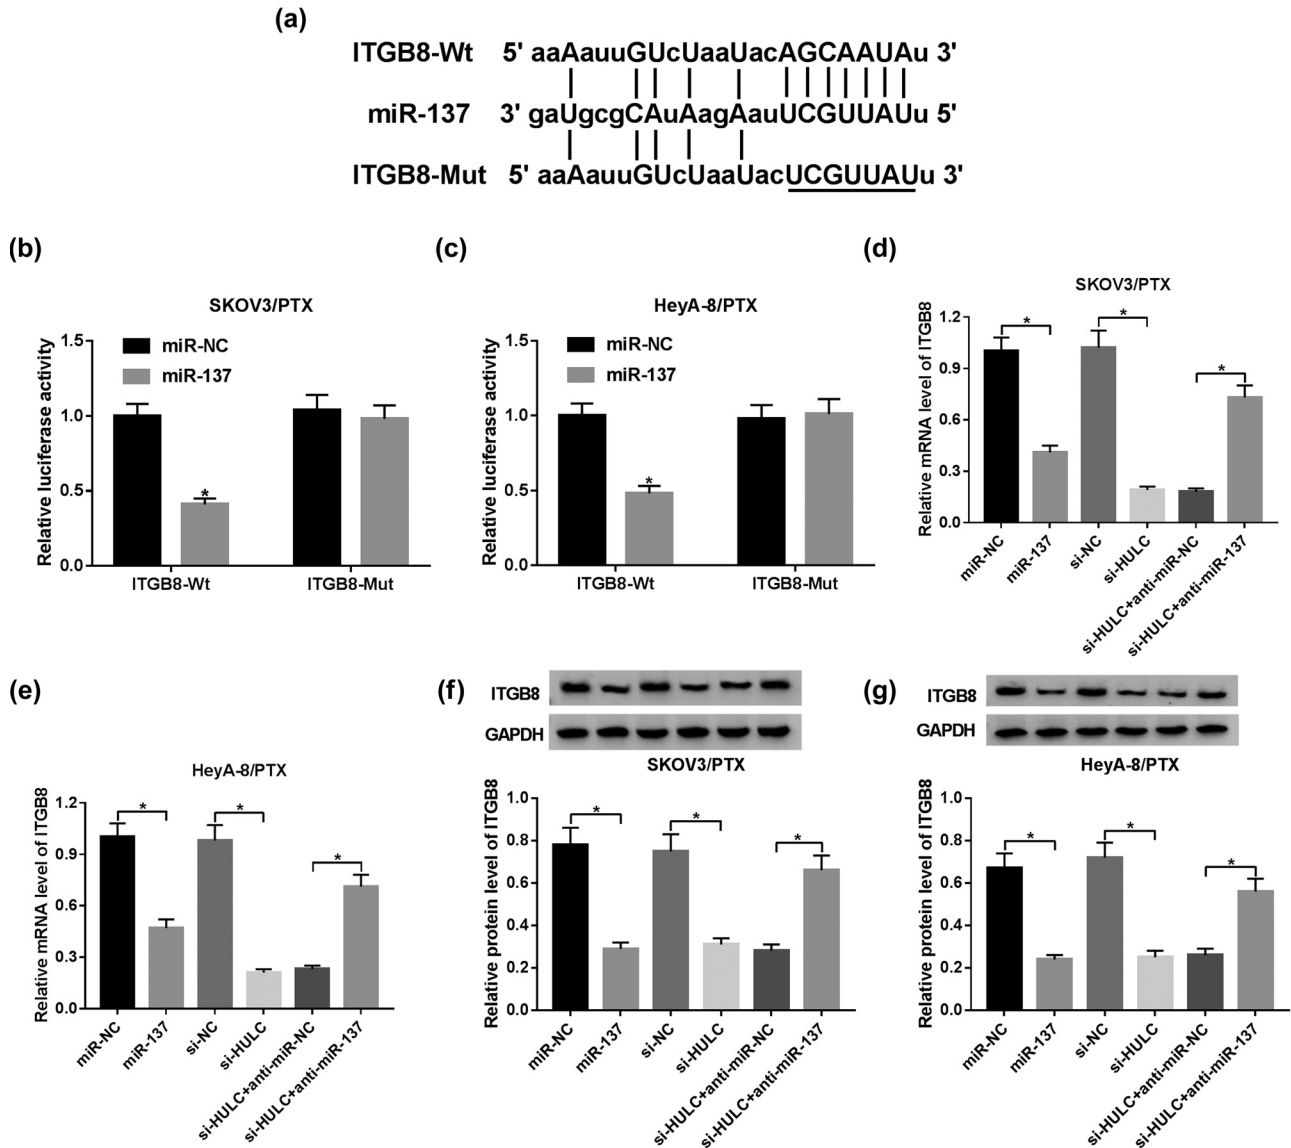 (a)
ITGB8-Wt 5' aaAauuGUcUaaUacAGCAAUAu 3'
miR-137 3' gaUgcgCAuAagAauUCGUUAUu 5'
ITGB8-Mut 5' aaAauuGUcUaaUacUCGUUAUu 3'
(b)
SKOV3/PTX
miR-NC
miR-137
Relative luciferase activity
1.5
1.0
0.5
0.0
ITGB8-Wt
ITGB8-Mut
(c)
HeyA-8/PTX
miR-NC
miR-137
Relative luciferase activity
1.5
1.0
0.5
0.0
ITGB8-Wt
ITGB8-Mut
*
*
(d)
SKOV3/PTX
Relative mRNA level of ITGB8
1.2
0.9
0.6
0.3
0.0
* * *
miR-NC
miR-137
si-NC
si-HULC
si-HULC+anti-miR-NC
si-HULC+anti-miR-137
(e)
HeyA-8/PTX
Relative mRNA level of ITGB8
1.2
0.9
0.6
0.3
0.0
* * *
miR-NC
miR-137
si-NC
si-HULC
si-HULC+anti-miR-NC
si-HULC+anti-miR-137
(f)
ITGB8
GAPDH
SKOV3/PTX
Relative protein level of ITGB8
1.0
0.8
0.6
0.4
0.2
0.0
* * *
miR-NC
miR-137
si-NC
si-HULC
si-HULC+anti-miR-NC
si-HULC+anti-miR-137
(g)
ITGB8
GAPDH
HeyA-8/PTX
Relative protein level of ITGB8
1.0
0.8
0.6
0.4
0.2
0.0
* * *
miR-NC
miR-137
si-NC
si-HULC
si-HULC+anti-miR-NC
si-HULC+anti-miR-137